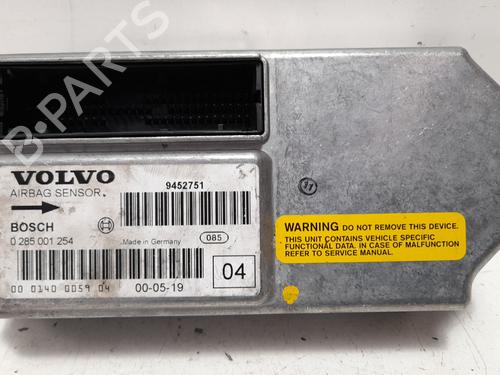 B-PARTS
VOLVO
AIRBAG SENSOR
9452751
BOSCH
0 285 001 254
Made in Germany
085
00 0140 0059 04
00-05-19
04
11
WARNING DO NOT REMOVE THIS DEVICE.
THIS UNIT CONTAINS VEHICLE SPECIFIC
FUNCTIONAL DATA. IN CASE OF MALFUNCTION
REFER TO SERVICE MANUAL.